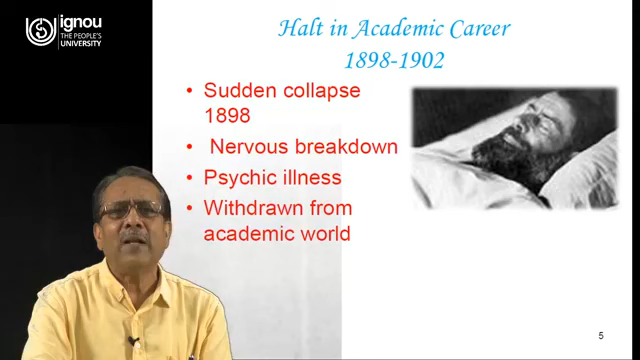 ignou
THE PEOPLE'S
UNIVERSITY
Halt in Academic Career
1898-1902
• Sudden collapse
1898
• Nervous breakdown
• Psychic illness
• Withdrawn from
academic world
5